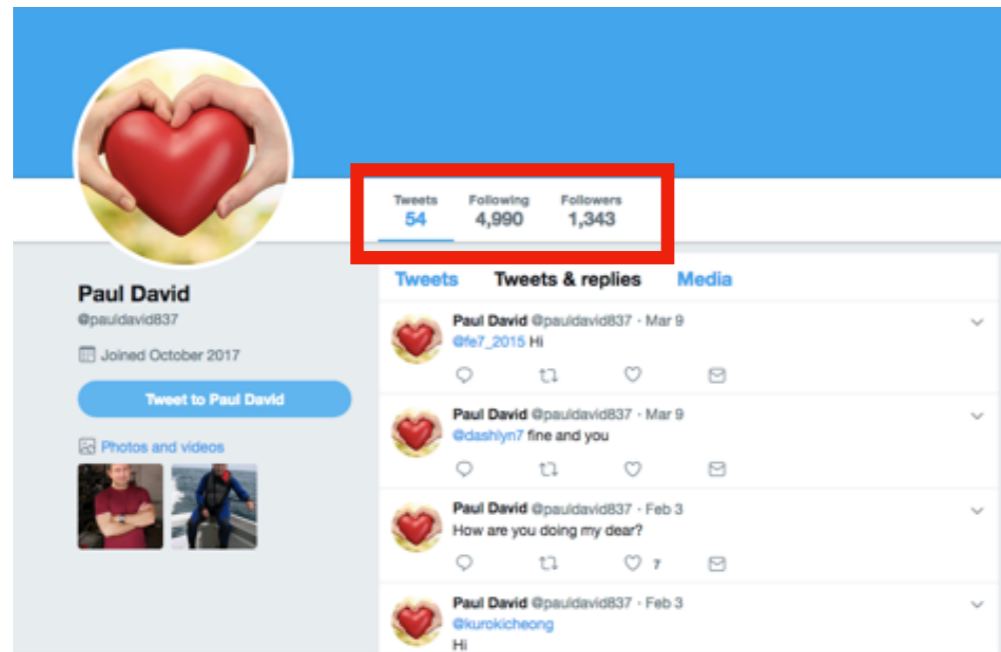 Tweets Following Followers
54 4,990 1,343
Tweets Tweets & replies Media
Paul David
@pauldavid837
Joined October 2017
Tweet to Paul David
Photos and videos
Paul David @pauldavid837 · Mar 9
@fe7_2015 Hi
Paul David @pauldavid837 · Mar 9
@dashlyn7 fine and you
Paul David @pauldavid837 · Feb 3
How are you doing my dear?
7
Paul David @pauldavid837 · Feb 3
@kurokicheong
Hi